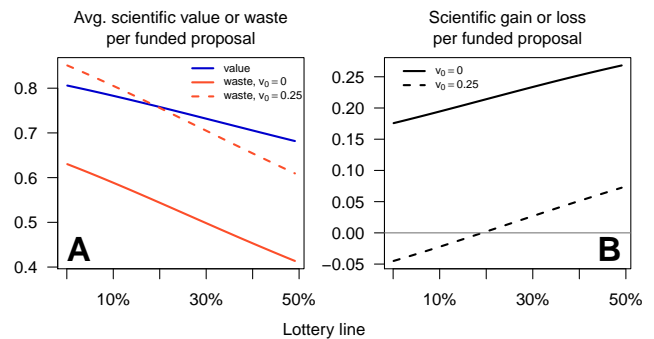 Avg. scientific value or waste
per funded proposal
value
waste, v₀ = 0
waste, v₀ = 0.25
0.8
0.7
0.6
0.5
0.4
A
10%
30%
50%
Scientific gain or loss
per funded proposal
v₀ = 0
v₀ = 0.25
0.25
0.20
0.15
0.10
0.05
0.00
−0.05
B
10%
30%
50%
Lottery line